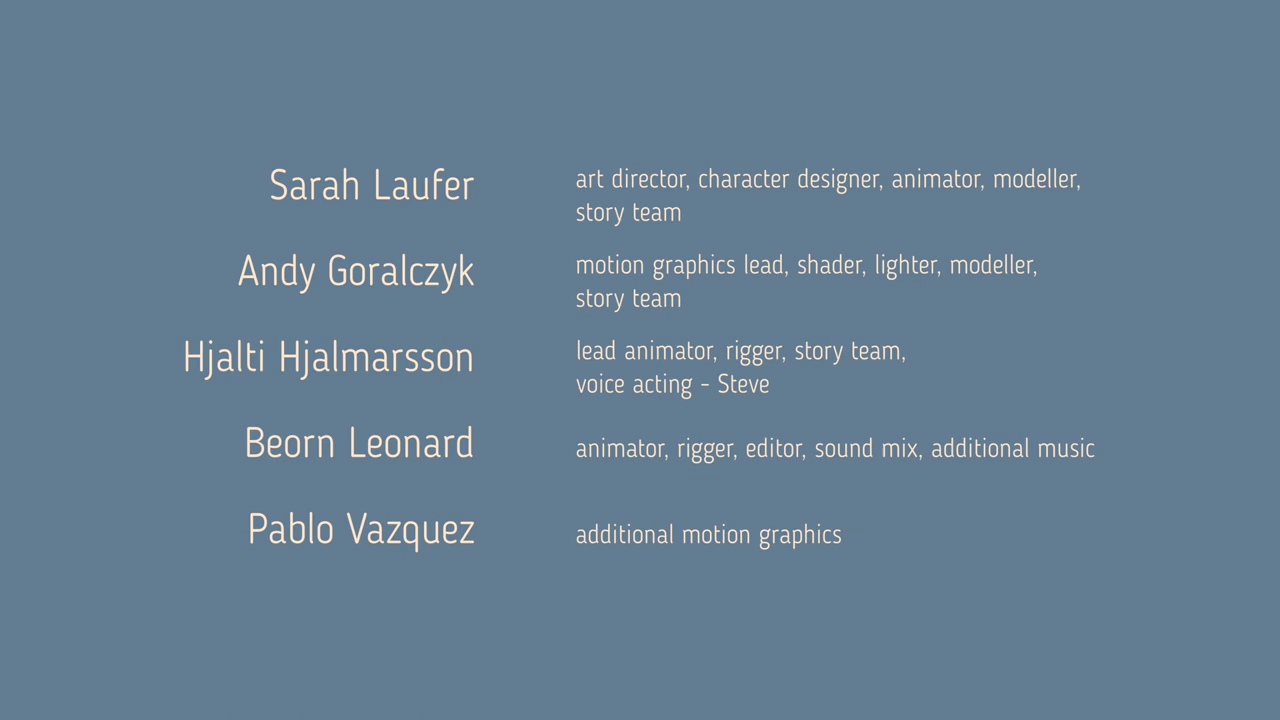 Sarah Laufer
art director, character designer, animator, modeller,
story team
Andy Goralczyk
motion graphics lead, shader, lighter, modeller,
story team
Hjalti Hjalmarsson
lead animator, rigger, story team,
voice acting - Steve
Beorn Leonard
animator, rigger, editor, sound mix, additional music
Pablo Vazquez
additional motion graphics